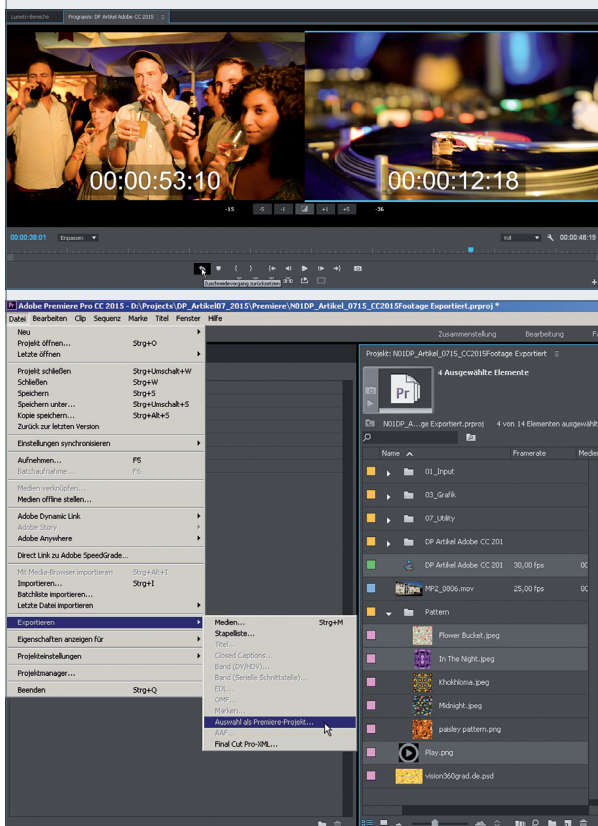 Lumetri-Bereiche Programm: DP Artikel Adobe CC 2015
00:00:53:10 00:00:12:18
-15 -5 -1 +1 +5 -36
00:00:38:01 Einpassen Voll 00:00:48:19
Zuschneidevorgang zurücksetzen
Pr Adobe Premiere Pro CC 2015 - D:\Projects\DP_Artikel07_2015\Premiere\N01DP_Artikel_0715_CC2015Footage Exportiert.prproj *
Datei Bearbeiten Clip Sequenz Marke Titel Fenster Hilfe
Zusammenstellung Bearbeitung
Neu
Projekt öffnen... Strg+O
Letzte öffnen
Projekt schließen Strg+Umschalt+W
Schließen Strg+W
Speichern Strg+S
Speichern unter... Strg+Umschalt+S
Kopie speichern... Strg+Alt+S
Zurück zur letzten Version
Einstellungen synchronisieren
Aufnehmen... F5
Batchaufnahme... F6
Medien verknüpfen...
Medien offline stellen...
Adobe Dynamic Link
Adobe Story
Adobe Anywhere
Direct Link zu Adobe SpeedGrade...
Mit Media-Browser importieren Strg+Alt+I
Importieren... Strg+I
Batchliste importieren...
Letzte Datei importieren
Exportieren
Eigenschaften anzeigen für
Projekteinstellungen
Projektmanager...
Beenden Strg+Q
Medien... Strg+M
Stapelliste...
Titel...
Closed Captions...
Band (DV/HDV)...
Band (Serielle Schnittstelle)...
EDL...
OMF...
Marken...
Auswahl als Premiere-Projekt...
AAF...
Final Cut Pro-XML...
Projekt: N01DP_Artikel_0715_CC2015Footage Exportiert
4 Ausgewählte Elemente
Pr
N01DP_A...ge Exportiert.prproj 4 von 14 Elementen ausgewählt
Name Framerate Medien
01_Input
03_Grafik
07_Utility
DP Artikel Adobe CC 201
DP Artikel Adobe CC 201 30,00 fps 00
MP2_0806.mov 25,00 fps 00
Pattern
Flower Bucket.jpeg
In The Night.jpeg
Khokhloma.jpeg
Midnight.jpeg
paisley pattern.png
Play.png
vision360grad.de.psd